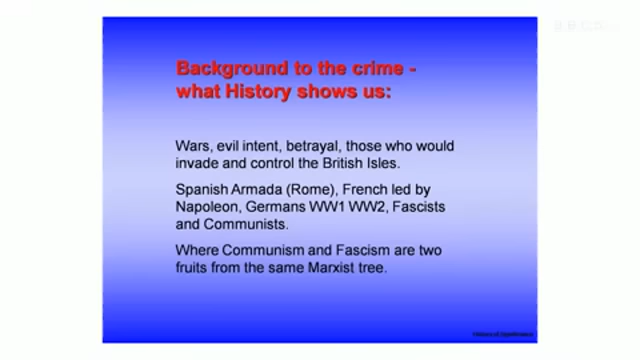 Background to the crime -
what History shows us:
Wars, evil intent, betrayal, those who would
invade and control the British Isles.
Spanish Armada (Rome), French led by
Napoleon, Germans WW1 WW2, Fascists
and Communists.
Where Communism and Fascism are two
fruits from the same Marxist tree.